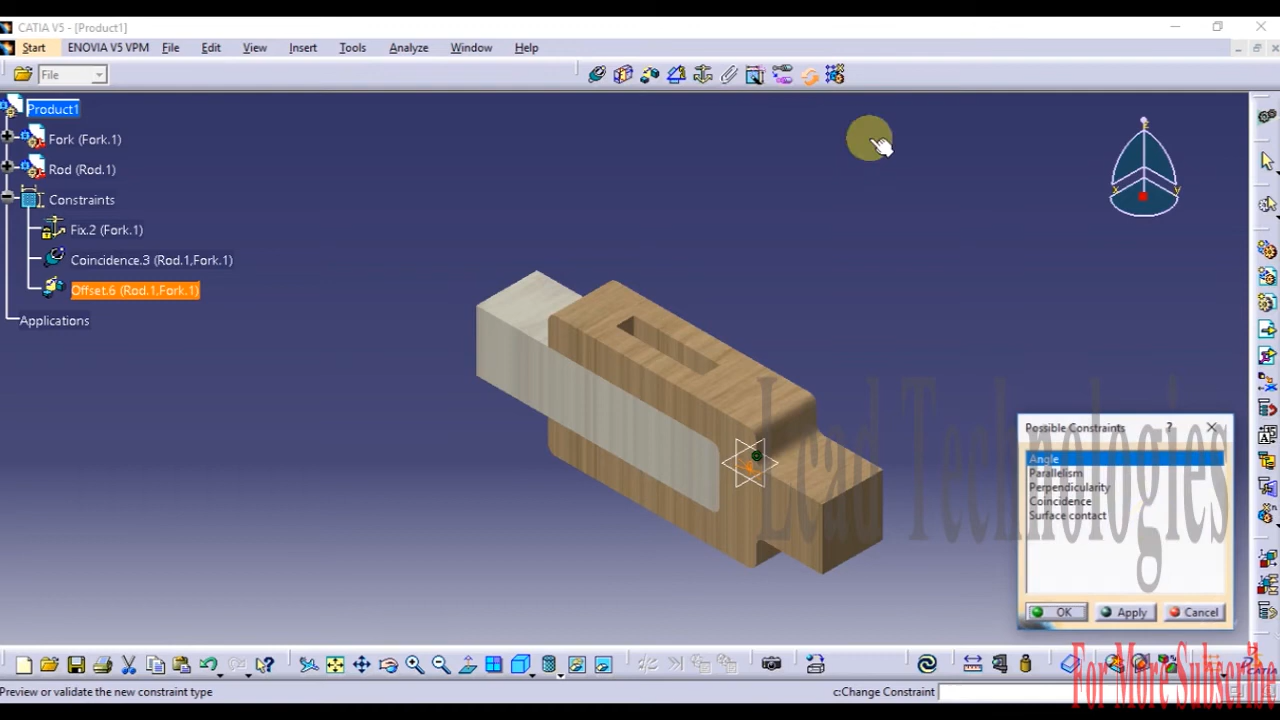 CATIA V5 - [Product1]
Start ENOVIA V5 VPM File Edit View Insert Tools Analyze Window Help
File
Product1
Fork (Fork.1)
Rod (Rod.1)
Constraints
Fix.2 (Fork.1)
Coincidence.3 (Rod.1,Fork.1)
Offset.6 (Rod.1,Fork.1)
Applications
Possible Constraints ?
Angle
Parallelism
Perpendicularity
Coincidence
Surface contact
OK Apply Cancel
Lead Technologies
For More Subscribe
Preview or validate the new constraint type
c:Change Constraint